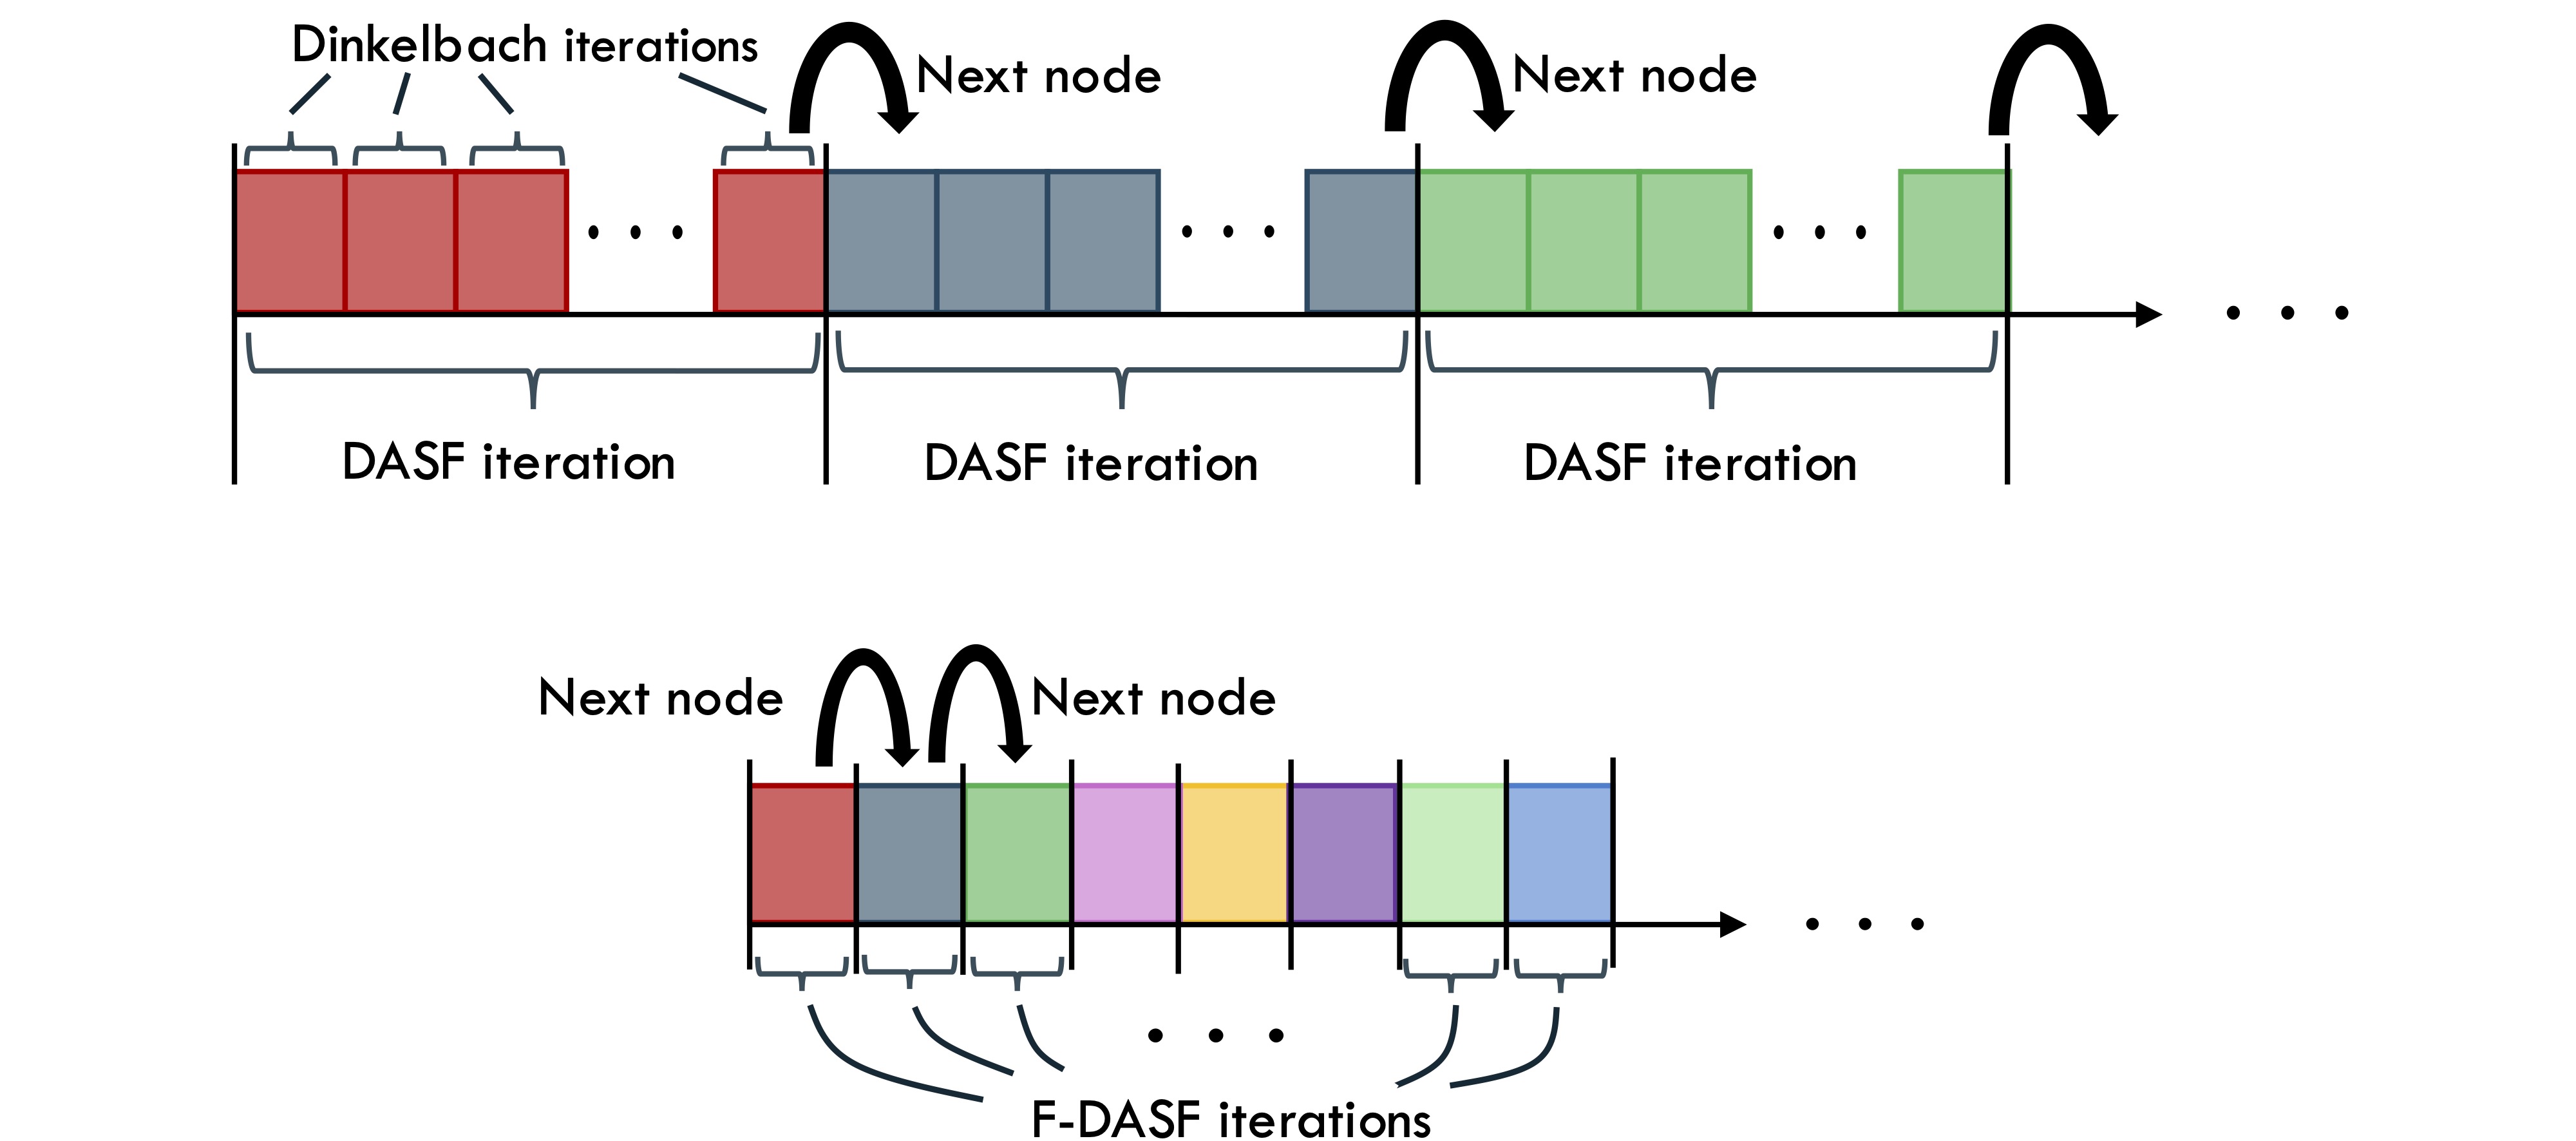 Dinkelbach iterations
Next node
Next node
DASF iteration
DASF iteration
DASF iteration
Next node
Next node
F-DASF iterations